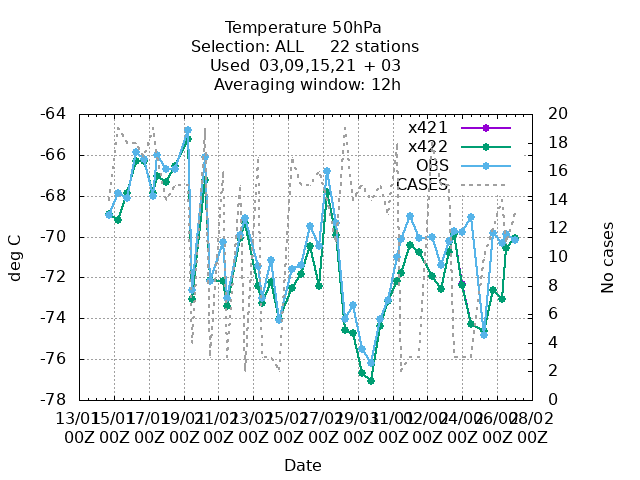 Temperature 50hPa
Selection: ALL 22 stations
Used 03,09,15,21 + 03
Averaging window: 12h
x421
x422
OBS
CASES
deg C
-64
-66
-68
-70
-72
-74
-76
-78
No cases
20
18
16
14
12
10
8
6
4
2
0
13/01 15/01 17/01 19/01 21/01 23/01 25/01 27/01 29/01 31/01 02/02 04/02 06/02 08/02
00Z 00Z 00Z 00Z 00Z 00Z 00Z 00Z 00Z 00Z 00Z 00Z 00Z 00Z
Date